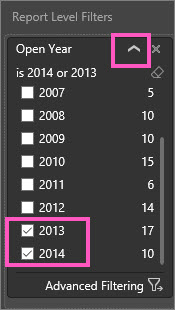 Report Level Filters
Open Year
is 2014 or 2013
2007 5
2008 10
2009 10
2010 15
2011 6
2012 14
2013 17
2014 10
Advanced Filtering